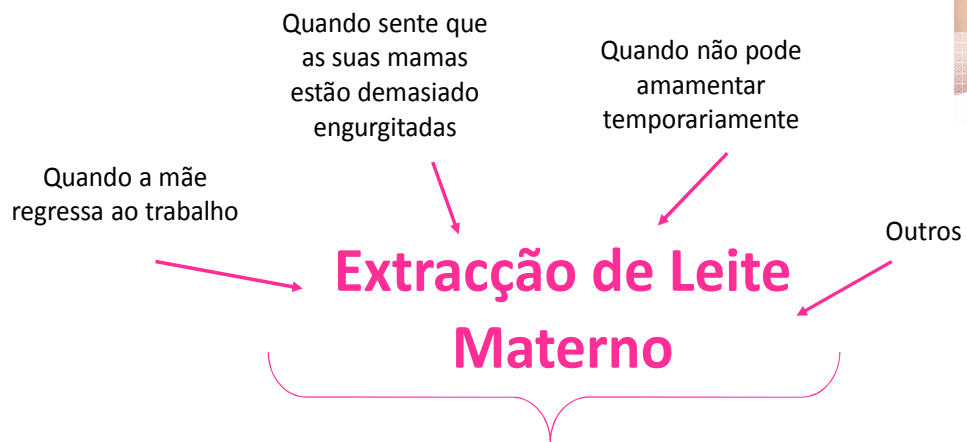 Quando sente que
as suas mamas
estão demasiado
engurgitadas
Quando não pode
amamentar
temporariamente
Quando a mãe
regressa ao trabalho
Outros
Extracção de Leite
Materno